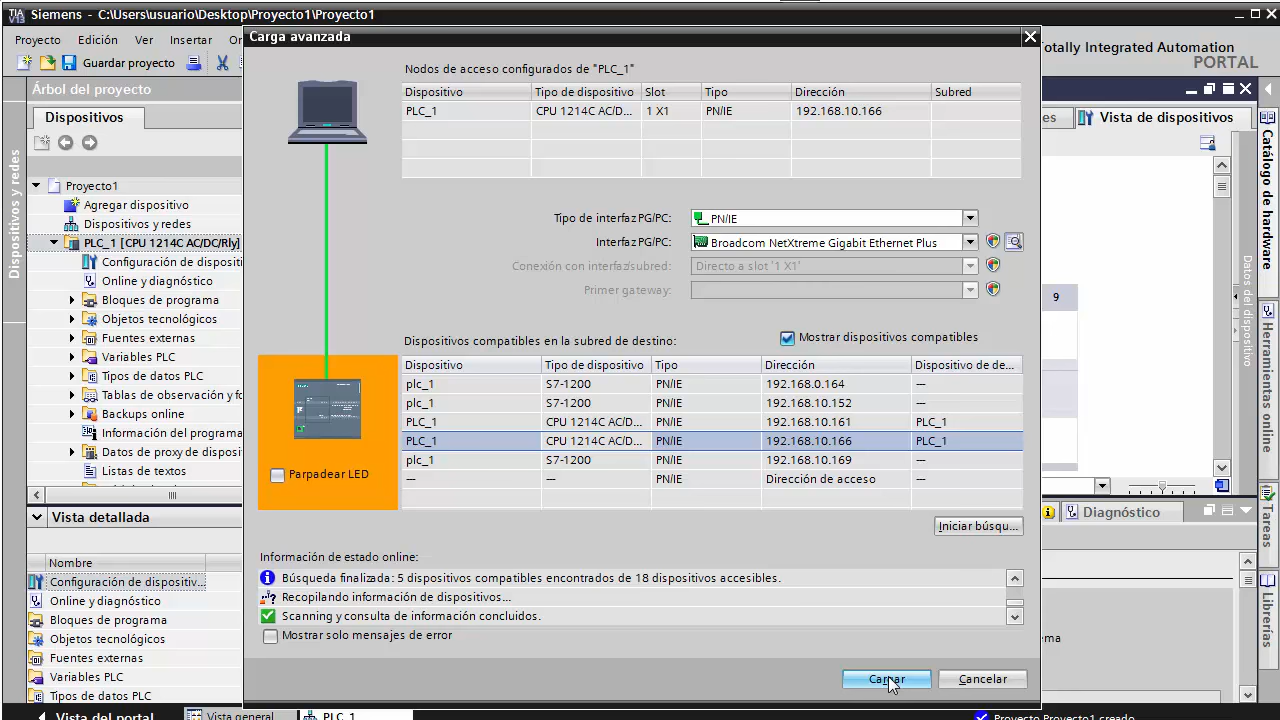 TIA V13 Siemens - C:\Users\usuario\Desktop\Proyecto1\Proyecto1
Proyecto Edición Ver Insertar
Totally Integrated Automation
PORTAL
Guardar proyecto
Árbol del proyecto
Dispositivos
Dispositivos y redes
Proyecto1
Agregar dispositivo
Dispositivos y redes
PLC_1 [CPU 1214C AC/DC/Rly]
Configuración de dispositi
Online y diagnóstico
Bloques de programa
Objetos tecnológicos
Fuentes externas
Variables PLC
Tipos de datos PLC
Tablas de observación y fo
Backups online
Información del programa
Datos de proxy de disposi
Listas de textos
Vista detallada
Nombre
Configuración de dispositiv...
Online y diagnóstico
Bloques de programa
Objetos tecnológicos
Fuentes externas
Variables PLC
Tipos de datos PLC
Vista del portal Vista general PLC_1
Carga avanzada
Nodos de acceso configurados de "PLC_1"
Dispositivo Tipo de dispositivo Slot Tipo Dirección Subred
PLC_1 CPU 1214C AC/D... 1 X1 PN/IE 192.168.10.166
Tipo de interfaz PG/PC: PN/IE
Interfaz PG/PC: Broadcom NetXtreme Gigabit Ethernet Plus
Conexión con interfaz/subred: Directo a slot '1 X1'
Primer gateway:
Dispositivos compatibles en la subred de destino: Mostrar dispositivos compatibles
Dispositivo Tipo de dispositivo Tipo Dirección Dispositivo de de...
plc_1 S7-1200 PN/IE 192.168.0.164 —
plc_1 S7-1200 PN/IE 192.168.10.152 —
PLC_1 CPU 1214C AC/D... PN/IE 192.168.10.161 PLC_1
PLC_1 CPU 1214C AC/D... PN/IE 192.168.10.166 PLC_1
plc_1 S7-1200 PN/IE 192.168.10.169 —
— — PN/IE Dirección de acceso —
Parpadear LED
Iniciar búsqu...
Información de estado online:
Búsqueda finalizada: 5 dispositivos compatibles encontrados de 18 dispositivos accesibles.
Recopilando información de dispositivos...
Scanning y consulta de información concluidos.
Mostrar solo mensajes de error
Cargar Cancelar
Vista de dispositivos
9
Datos del dispositivo
Diagnóstico
Proyecto Proyecto1 creado
Catálogo de hardware
Herramientas online
Tareas
Librerías